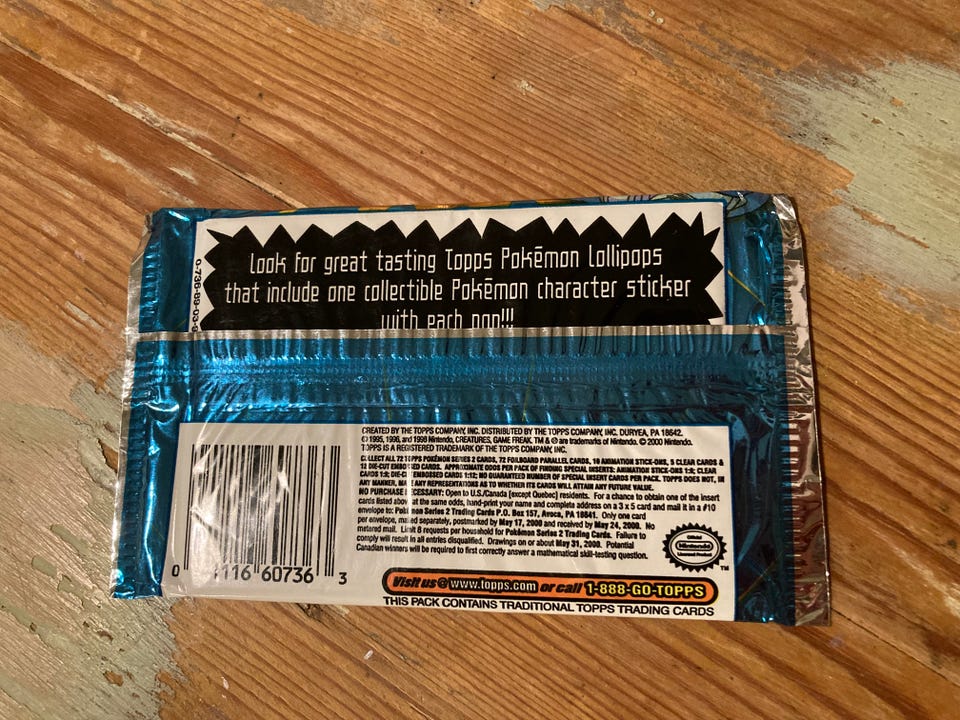 Look for great tasting Topps Pokémon Lollipops
that include one collectible Pokémon character sticker
with each pop!!!
0-736-89-03-
CREATED BY THE TOPPS COMPANY, INC. DISTRIBUTED BY THE TOPPS COMPANY, INC. DURYEA, PA 18642.
© 1995, 1996, and 1998 Nintendo, CREATURES, GAME FREAK. TM & ® are trademarks of Nintendo. © 2000 Nintendo.
TOPPS IS A REGISTERED TRADEMARK OF THE TOPPS COMPANY, INC.
COLLECT ALL 72 TOPPS POKÉMON SERIES 2 CARDS, 72 FOILBOARD PARALLEL CARDS, 10 ANIMATION STICK-ONS, 5 CLEAR CARDS &
12 DIE-CUT EMBOSSED CARDS. APPROXIMATE ODDS PER PACK OF FINDING SPECIAL INSERTS: ANIMATION STICK-ONS 1:8; CLEAR
CARDS 1:8; DIE-CUT EMBOSSED CARDS 1:12; NO GUARANTEED NUMBER OF SPECIAL INSERT CARDS PER PACK. TOPPS DOES NOT, IN
ANY MANNER, MAKE ANY REPRESENTATIONS AS TO WHETHER ITS CARDS WILL ATTAIN ANY FUTURE VALUE.
NO PURCHASE NECESSARY: Open to U.S./Canada [except Quebec] residents. For a chance to obtain one of the insert
cards listed above at the same odds, hand-print your name and complete address on a 3 x 5 card and mail it in a #10
envelope to: Pokémon Series 2 Trading Cards P.O. Box 157, Avoca, PA 18641. Only one card
per envelope, mailed separately, postmarked by May 17, 2000 and received by May 24, 2000. No
metered mail. Limit 8 requests per household for Pokémon Series 2 Trading Cards. Failure to
comply will result in all entries disqualified. Drawings on or about May 31, 2000. Potential
Canadian winners will be required to first correctly answer a mathematical skill-testing question.
Official
Nintendo
Licensed Product
TM
0 41116 60736 3
Visit us @ www.topps.com or call 1-888-GO-TOPPS
THIS PACK CONTAINS TRADITIONAL TOPPS TRADING CARDS